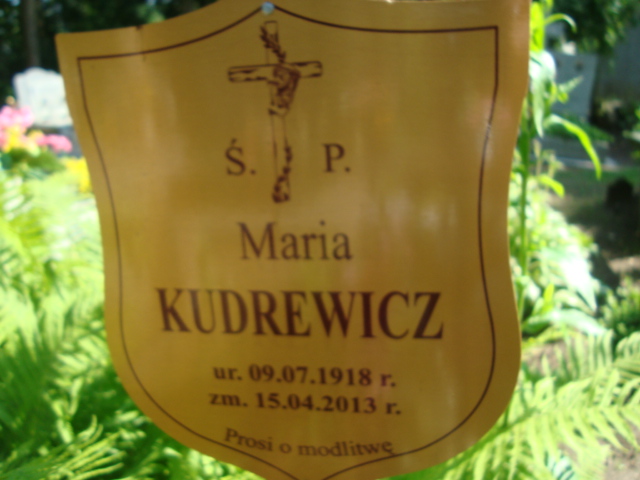 Ś. P.
Maria
KUDREWICZ
ur. 09.07.1918 r.
zm. 15.04.2013 r.
Prosi o modlitwę